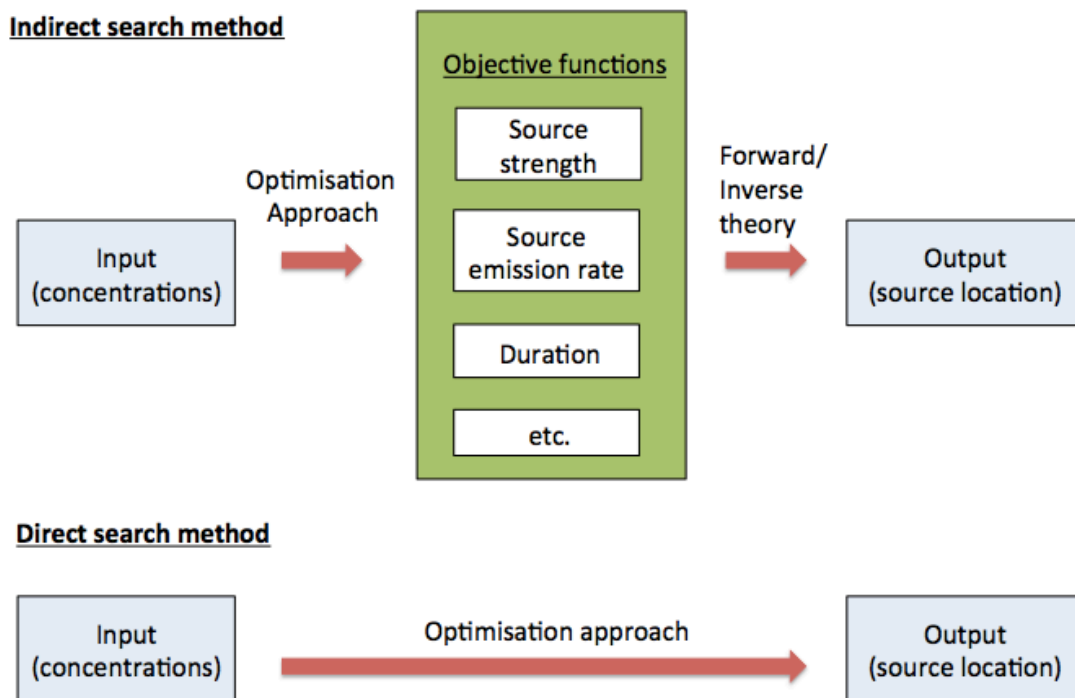 Indirect search method
Objective functions
Source
strength
Optimisation
Approach
Forward/
Inverse
theory
Input
(concentrations)
Source
emission rate
Output
(source location)
Duration
etc.
Direct search method
Input
(concentrations)
Optimisation approach
Output
(source location)